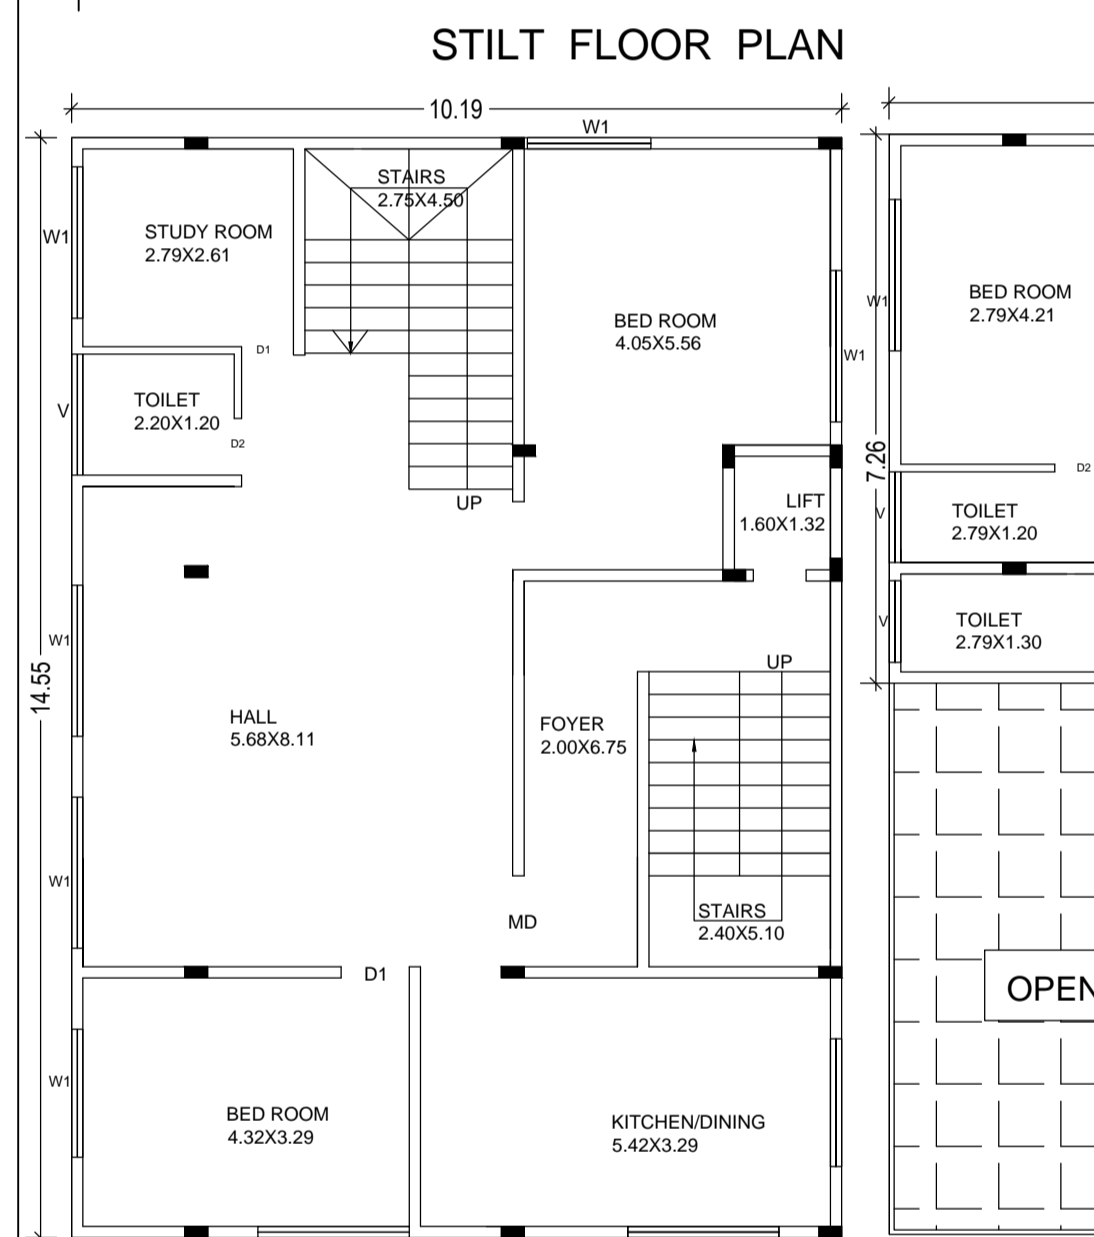 STILT FLOOR PLAN
10.19
W1
STAIRS
2.75X4.50
W1
STUDY ROOM
2.79X2.61
BED ROOM
2.79X4.21
W1
BED ROOM
4.05X5.56
D1
W1
TOILET
2.20X1.20
V
D2
7.26
D2
UP
LIFT
1.60X1.32
TOILET
2.79X1.20
V
TOILET
2.79X1.30
V
W1
UP
14.55
HALL
5.68X8.11
FOYER
2.00X6.75
W1
MD
STAIRS
2.40X5.10
D1
OPEN
W1
BED ROOM
4.32X3.29
KITCHEN/DINING
5.42X3.29